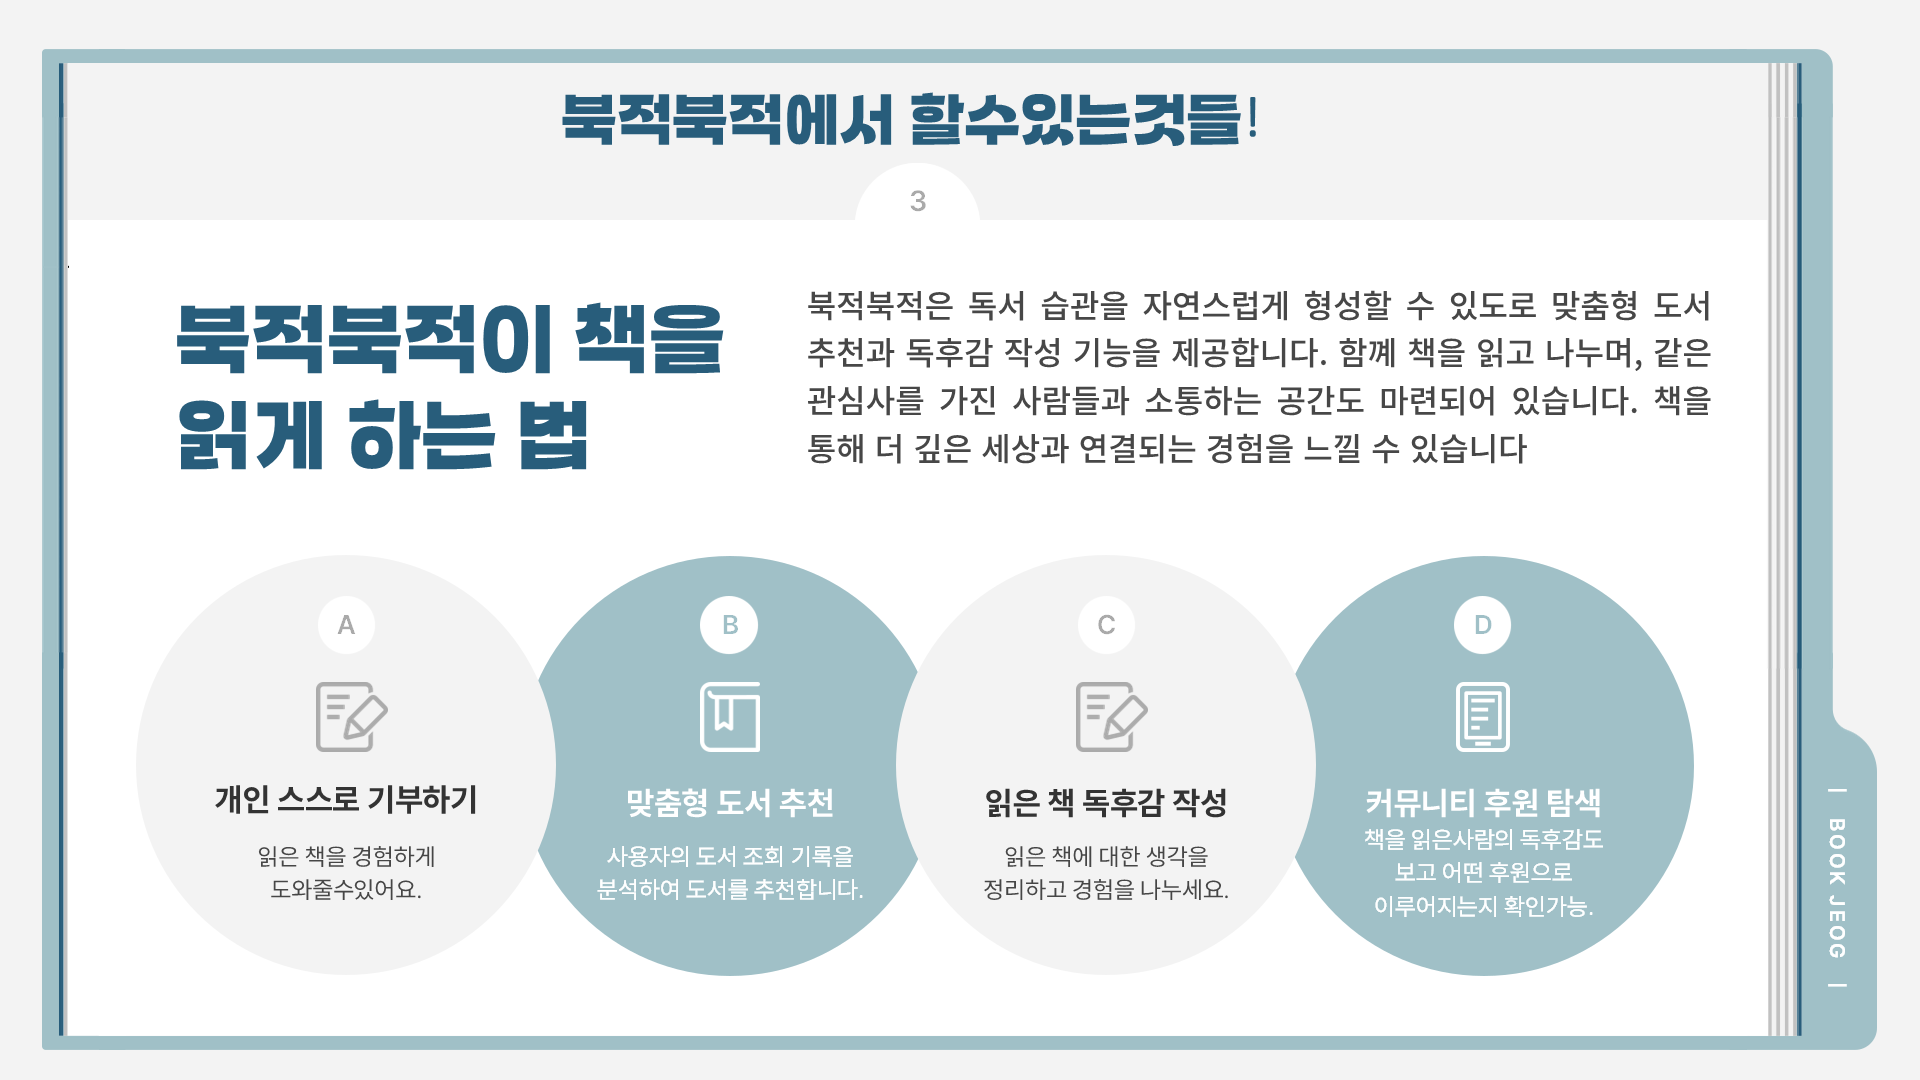 북적북적에서 할수있는것들!
3
북적북적이 책을
읽게 하는 법
북적북적은 독서 습관을 자연스럽게 형성할 수 있도로 맞춤형 도서
추천과 독후감 작성 기능을 제공합니다. 함꼐 책을 읽고 나누며, 같은
관심사를 가진 사람들과 소통하는 공간도 마련되어 있습니다. 책을
통해 더 깊은 세상과 연결되는 경험을 느낄 수 있습니다
A
개인 스스로 기부하기
읽은 책을 경험하게
도와줄수있어요.
B
맞춤형 도서 추천
사용자의 도서 조회 기록을
분석하여 도서를 추천합니다.
C
읽은 책 독후감 작성
읽은 책에 대한 생각을
정리하고 경험을 나누세요.
D
커뮤니티 후원 탐색
책을 읽은사람의 독후감도
보고 어떤 후원으로
이루어지는지 확인가능.
| BOOK JEOG |